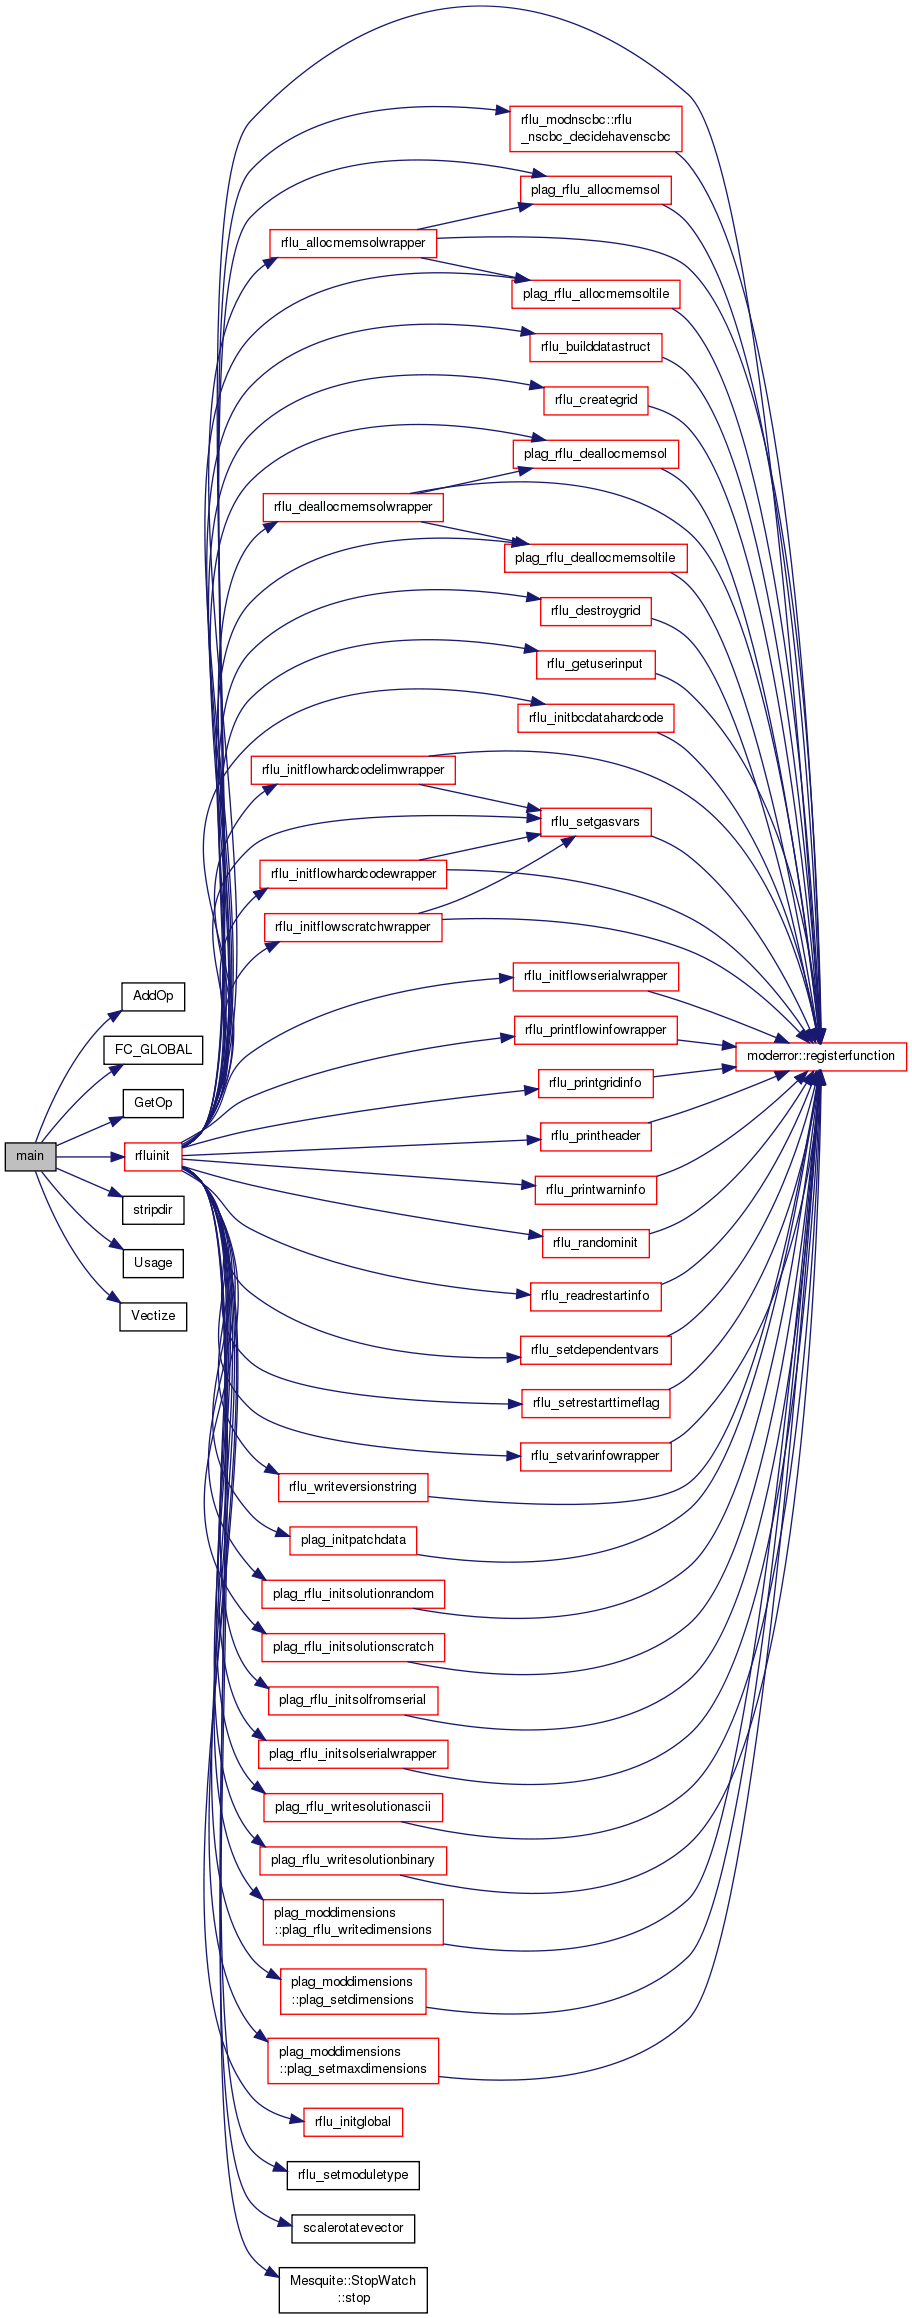 rflu_modnscbc::rflu
_nscbc_decidehavenscbc
plag_rflu_allocmemsol
rflu_allocmemsolwrapper
plag_rflu_allocmemsoltile
rflu_builddatastruct
rflu_creategrid
plag_rflu_deallocmemsol
rflu_deallocmemsolwrapper
plag_rflu_deallocmemsoltile
rflu_destroygrid
rflu_getuserinput
rflu_initbcdatahardcode
rflu_initflowhardcodelimwrapper
rflu_setgasvars
rflu_initflowhardcodewrapper
rflu_initflowscratchwrapper
rflu_initflowserialwrapper
AddOp
rflu_printflowinfowrapper
FC_GLOBAL
moderror::registerfunction
rflu_printgridinfo
GetOp
rflu_printheader
main
rfluinit
rflu_printwarninfo
stripdir
rflu_randominit
Usage
rflu_readrestartinfo
Vectize
rflu_setdependentvars
rflu_setrestarttimeflag
rflu_setvarinfowrapper
rflu_writeversionstring
plag_initpatchdata
plag_rflu_initsolutionrandom
plag_rflu_initsolutionscratch
plag_rflu_initsolfromserial
plag_rflu_initsolserialwrapper
plag_rflu_writesolutionascii
plag_rflu_writesolutionbinary
plag_moddimensions
::plag_rflu_writedimensions
plag_moddimensions
::plag_setdimensions
plag_moddimensions
::plag_setmaxdimensions
rflu_initglobal
rflu_setmoduletype
scalerotatevector
Mesquite::StopWatch
::stop